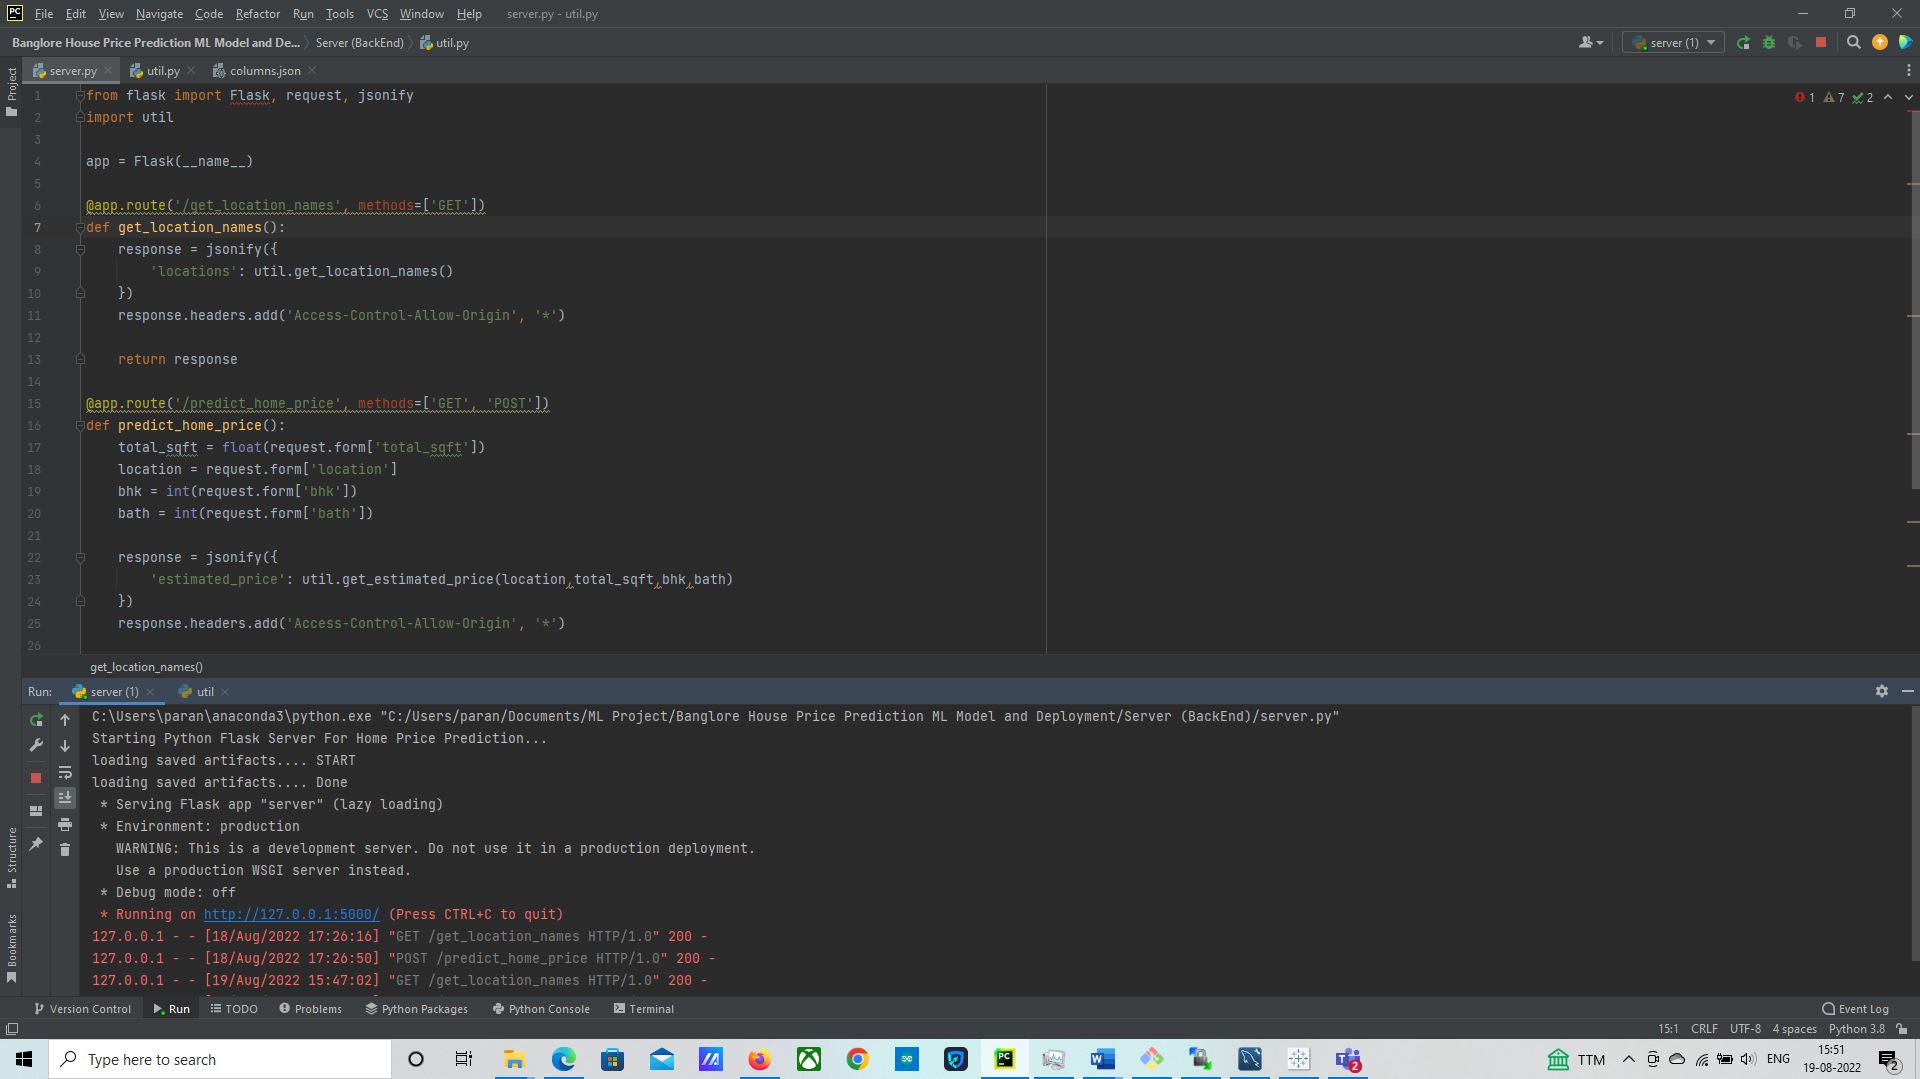 PC File Edit View Navigate Code Refactor Run Tools VCS Window Help server.py - util.py
Banglore House Price Prediction ML Model and De... Server (BackEnd) util.py server (1)
server.py util.py columns.json
1 from flask import Flask, request, jsonify
2 import util
3
4 app = Flask(__name__)
5
6 @app.route('/get_location_names', methods=['GET'])
7 def get_location_names():
8 response = jsonify({
9 'locations': util.get_location_names()
10 })
11 response.headers.add('Access-Control-Allow-Origin', '*')
12
13 return response
14
15 @app.route('/predict_home_price', methods=['GET', 'POST'])
16 def predict_home_price():
17 total_sqft = float(request.form['total_sqft'])
18 location = request.form['location']
19 bhk = int(request.form['bhk'])
20 bath = int(request.form['bath'])
21
22 response = jsonify({
23 'estimated_price': util.get_estimated_price(location,total_sqft,bhk,bath)
24 })
25 response.headers.add('Access-Control-Allow-Origin', '*')
26
1 7 2
Project
Structure
Bookmarks
get_location_names()
Run: server (1) util
C:\Users\paran\anaconda3\python.exe "C:/Users/paran/Documents/ML Project/Banglore House Price Prediction ML Model and Deployment/Server (BackEnd)/server.py"
Starting Python Flask Server For Home Price Prediction...
loading saved artifacts.... START
loading saved artifacts.... Done
* Serving Flask app "server" (lazy loading)
* Environment: production
WARNING: This is a development server. Do not use it in a production deployment.
Use a production WSGI server instead.
* Debug mode: off
* Running on http://127.0.0.1:5000/ (Press CTRL+C to quit)
127.0.0.1 - - [18/Aug/2022 17:26:16] "GET /get_location_names HTTP/1.0" 200 -
127.0.0.1 - - [18/Aug/2022 17:26:50] "POST /predict_home_price HTTP/1.0" 200 -
127.0.0.1 - - [19/Aug/2022 15:47:02] "GET /get_location_names HTTP/1.0" 200 -
Version Control Run TODO Problems Python Packages Python Console Terminal Event Log
15:1 CRLF UTF-8 4 spaces Python 3.8
Type here to search PC 2 TTM ENG 15:51
19-08-2022 2